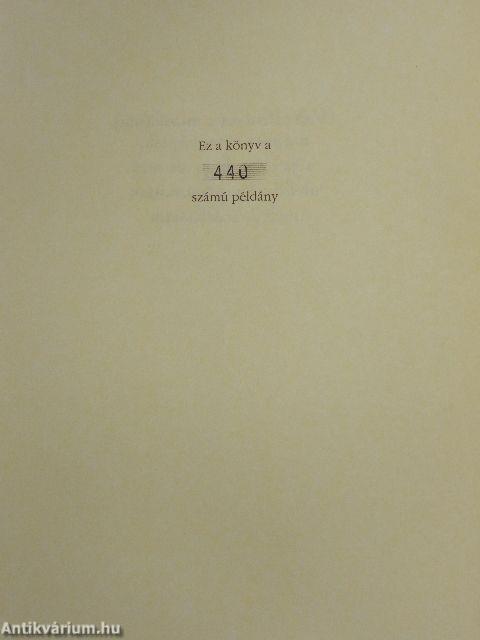 Ez a könyv a
440
számú példány
Antikvárium.hu